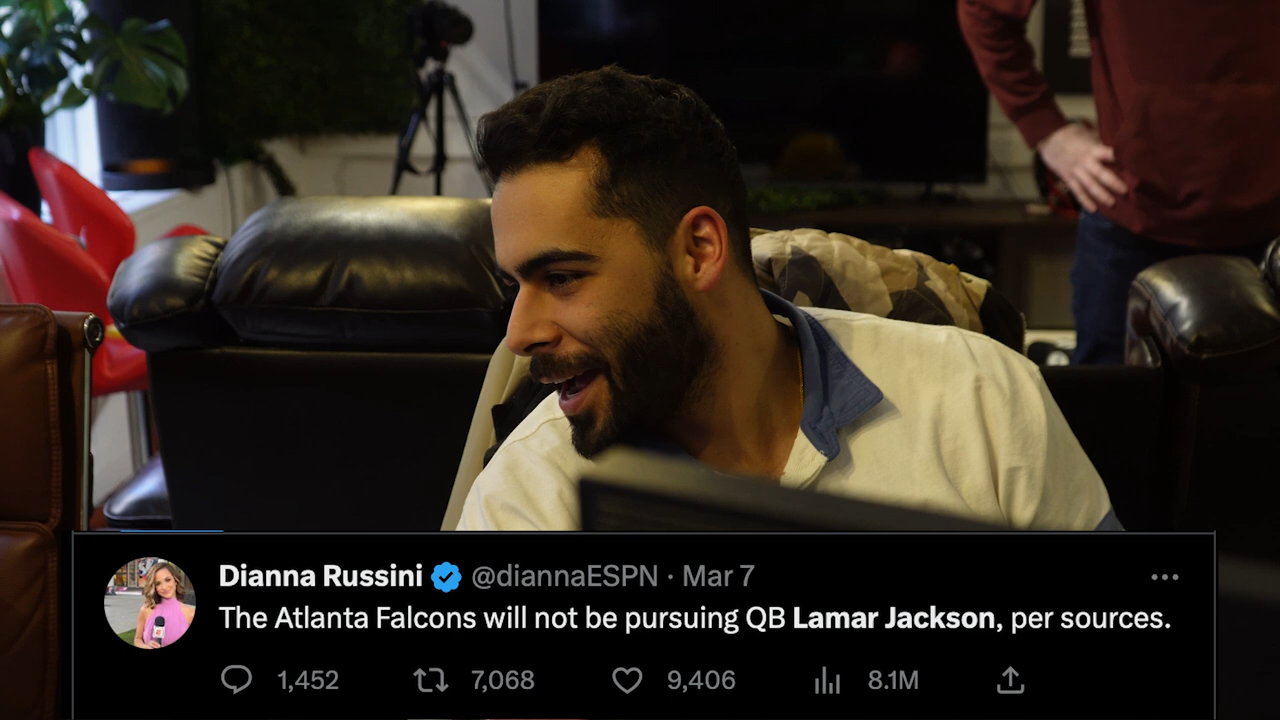 Dianna Russini @diannaESPN · Mar 7
The Atlanta Falcons will not be pursuing QB Lamar Jackson, per sources.
1,452 7,068 9,406 8.1M